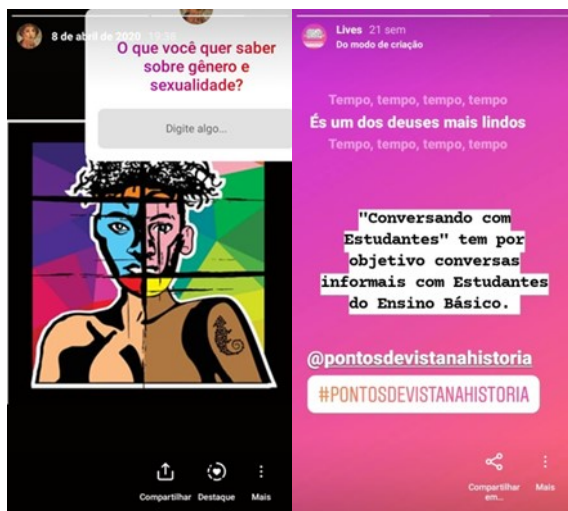 8 de abril de 2020 19:38
O que você quer saber
sobre gênero e
sexualidade?
Digite algo...
Compartilhar Destaque Mais
Lives 21 sem
Do modo de criação
Tempo, tempo, tempo, tempo
És um dos deuses mais lindos
Tempo, tempo, tempo, tempo
"Conversando com
Estudantes" tem por
objetivo conversas
informais com Estudantes
do Ensino Básico.
@pontosdevistanahistoria
#PONTOSDEVISTANAHISTORIA
Compartilhar Mais
em...